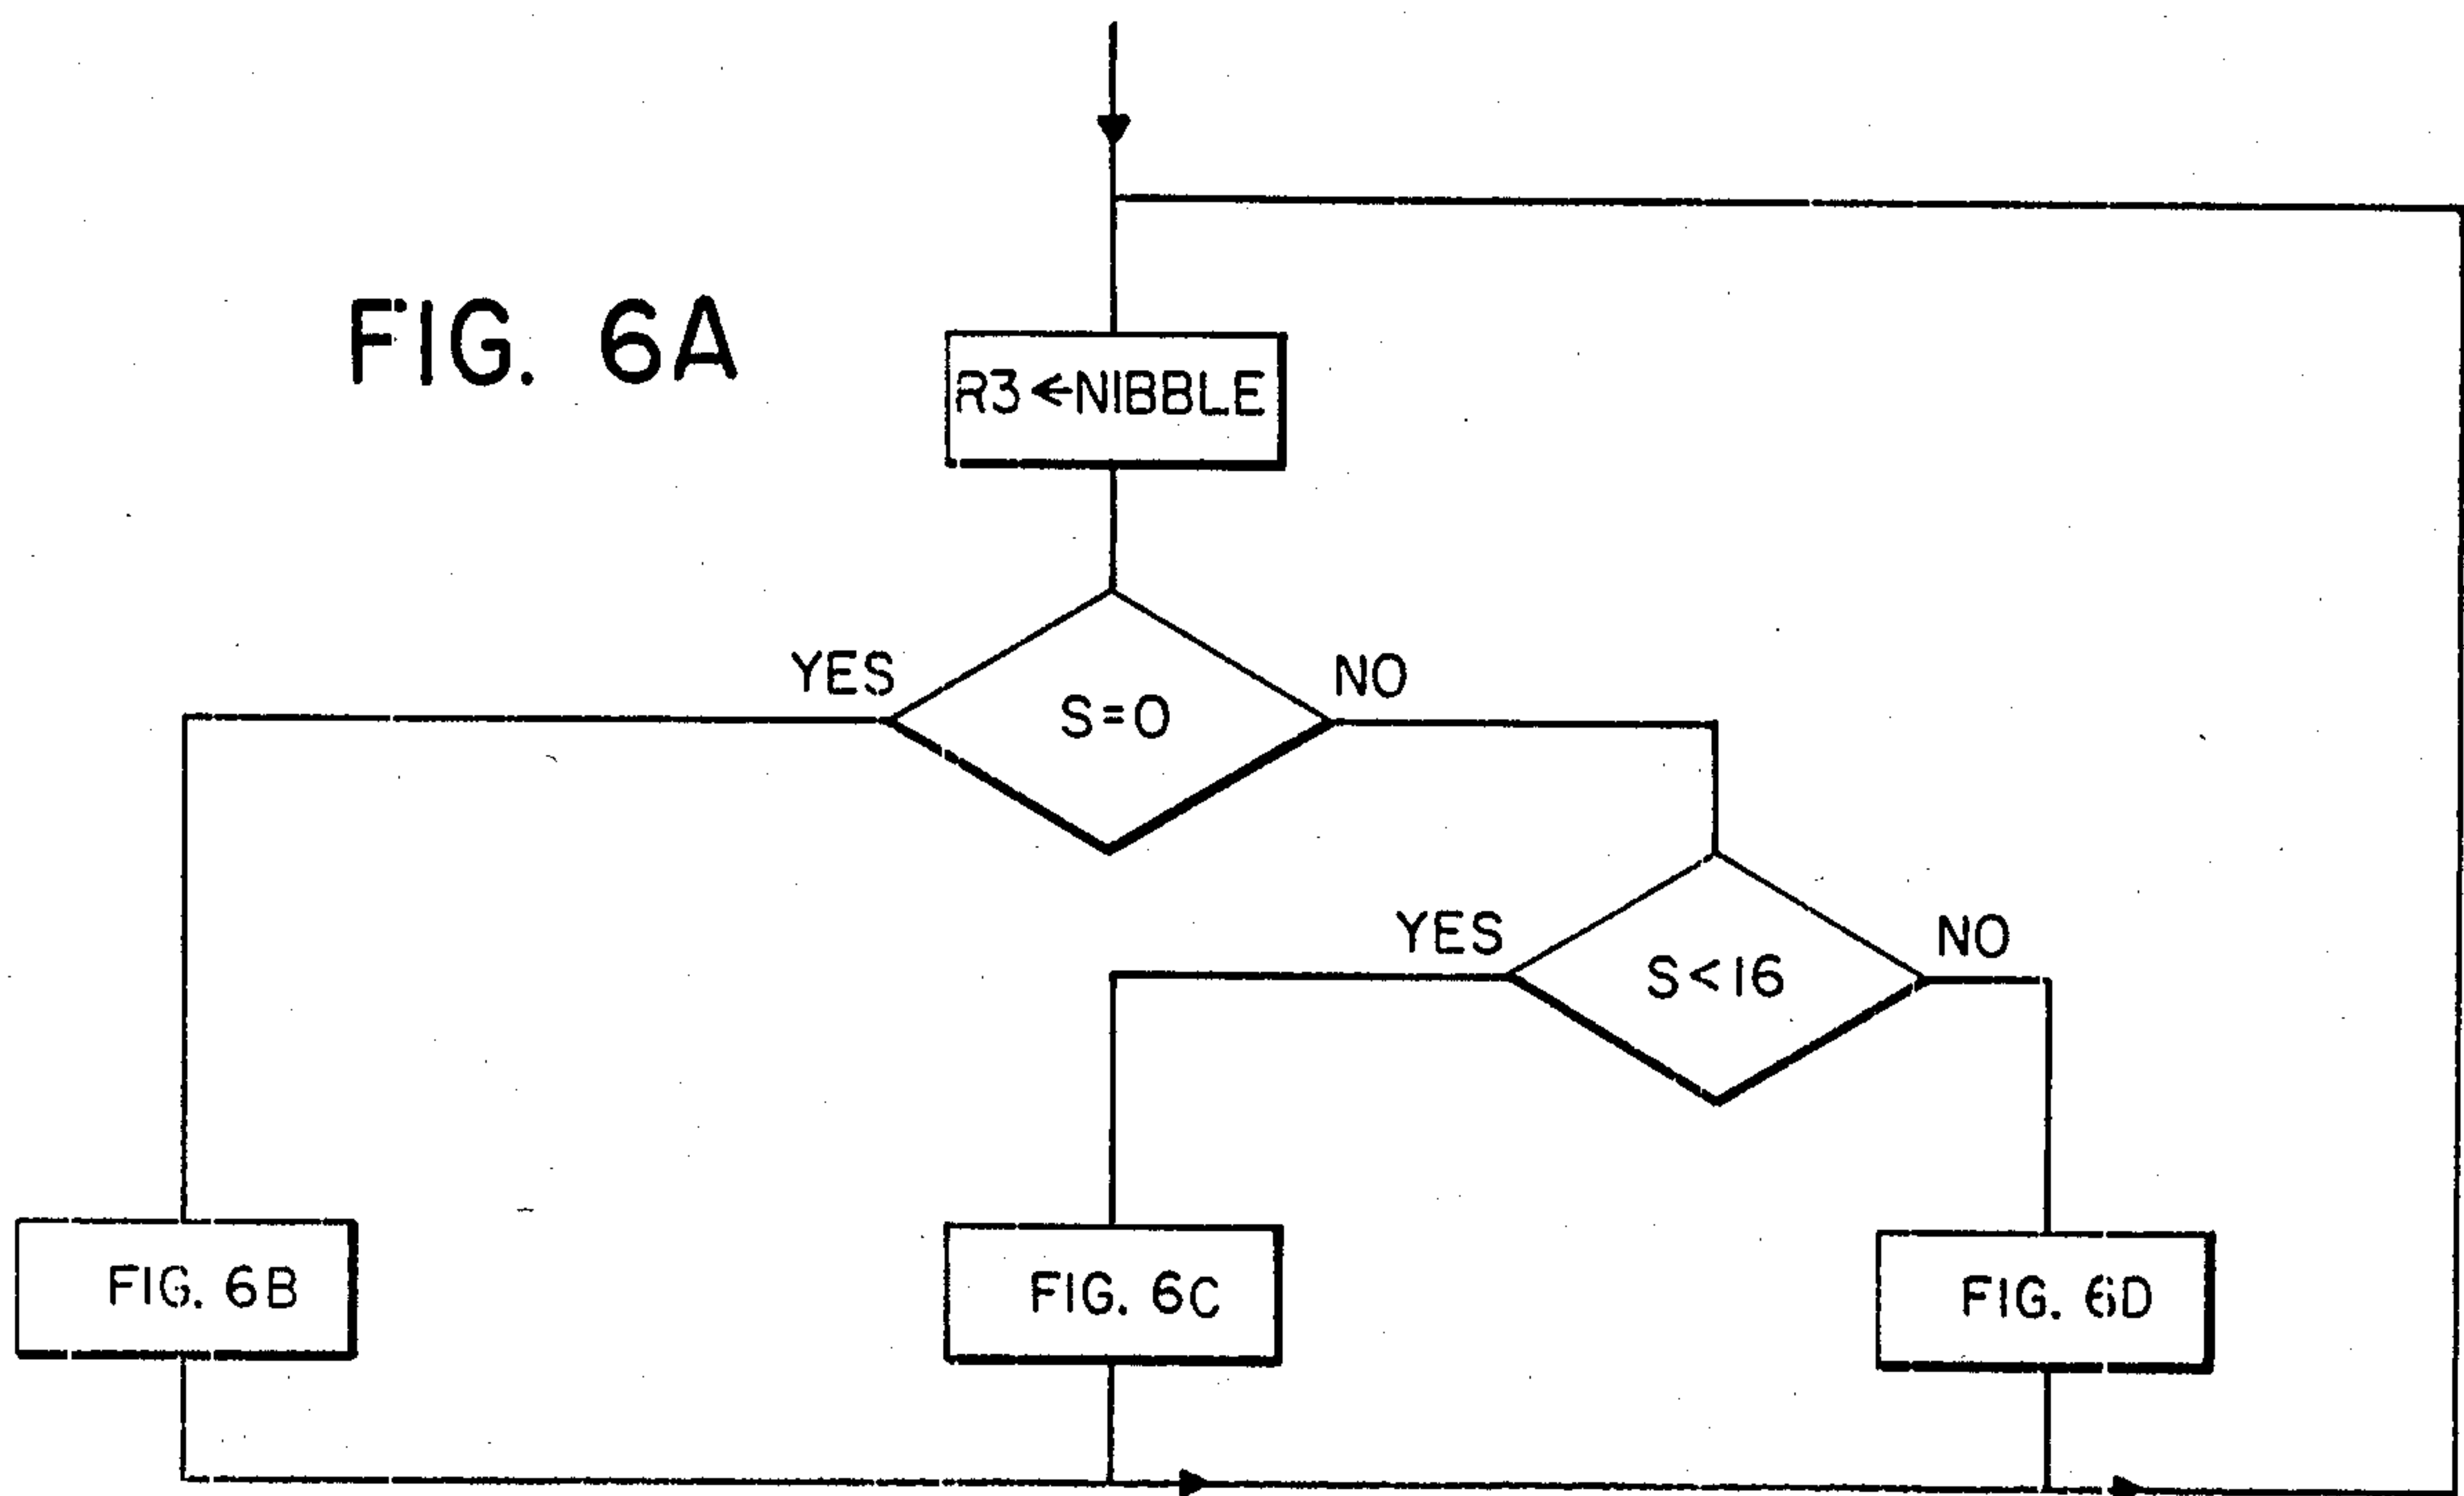 FIG. 6A
R3←NIBBLE
YES
NO
S=0
YES
NO
S<16
FIG. 6B
FIG. 6C
FIG. 6D